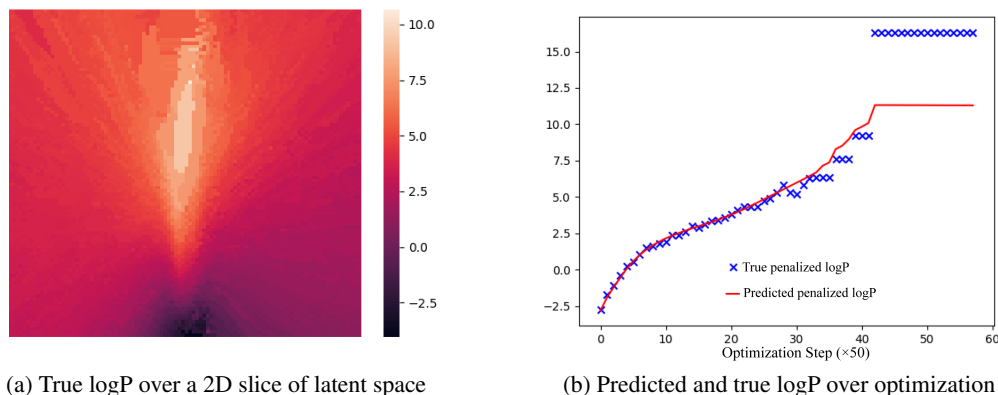 10.0
7.5
5.0
2.5
0.0
−2.5
15.0
12.5
10.0
7.5
5.0
2.5
0.0
−2.5
True penalized logP
Predicted penalized logP
0 10 20 30 40 50 60
Optimization Step (×50)
(a) True logP over a 2D slice of latent space
(b) Predicted and true logP over optimization